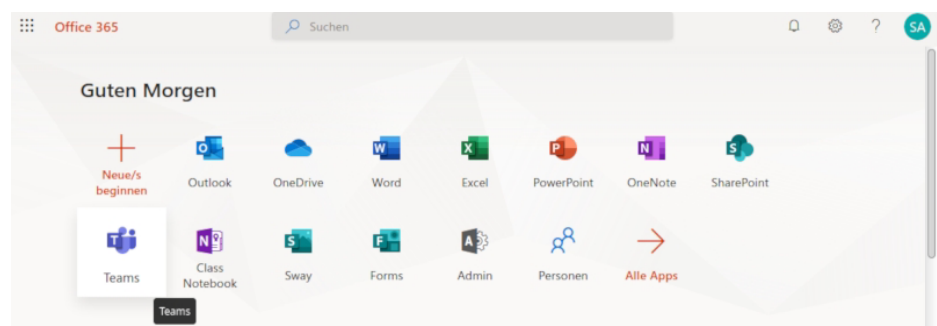 Office 365
Suchen
?
SA
Guten Morgen
Neue/s
beginnen
Outlook
OneDrive
Word
Excel
PowerPoint
OneNote
SharePoint
Teams
Class
Notebook
Sway
Forms
Admin
Personen
Alle Apps
Teams